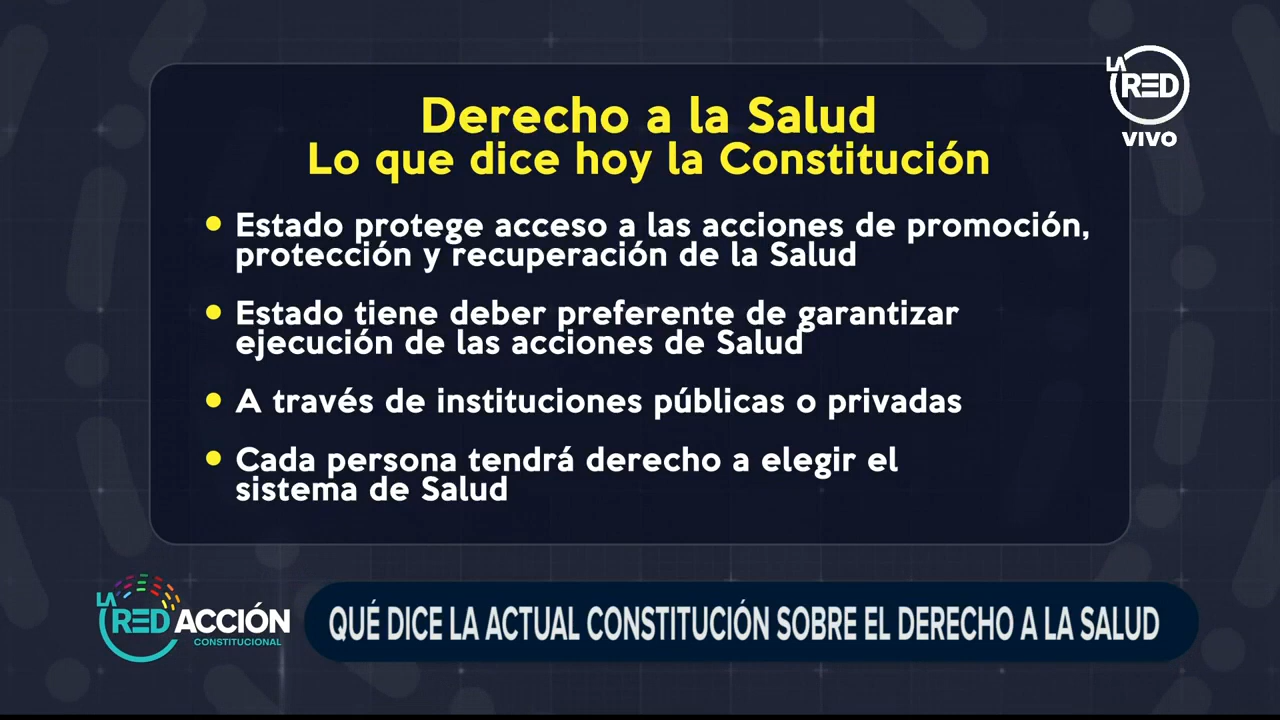 LA
RED
VIVO
Derecho a la Salud
Lo que dice hoy la Constitución
Estado protege acceso a las acciones de promoción,
protección y recuperación de la Salud
Estado tiene deber preferente de garantizar
ejecución de las acciones de Salud
A través de instituciones públicas o privadas
Cada persona tendrá derecho a elegir el
sistema de Salud
LA
RED ACCIÓN
CONSTITUCIONAL
QUÉ DICE LA ACTUAL CONSTITUCIÓN SOBRE EL DERECHO A LA SALUD